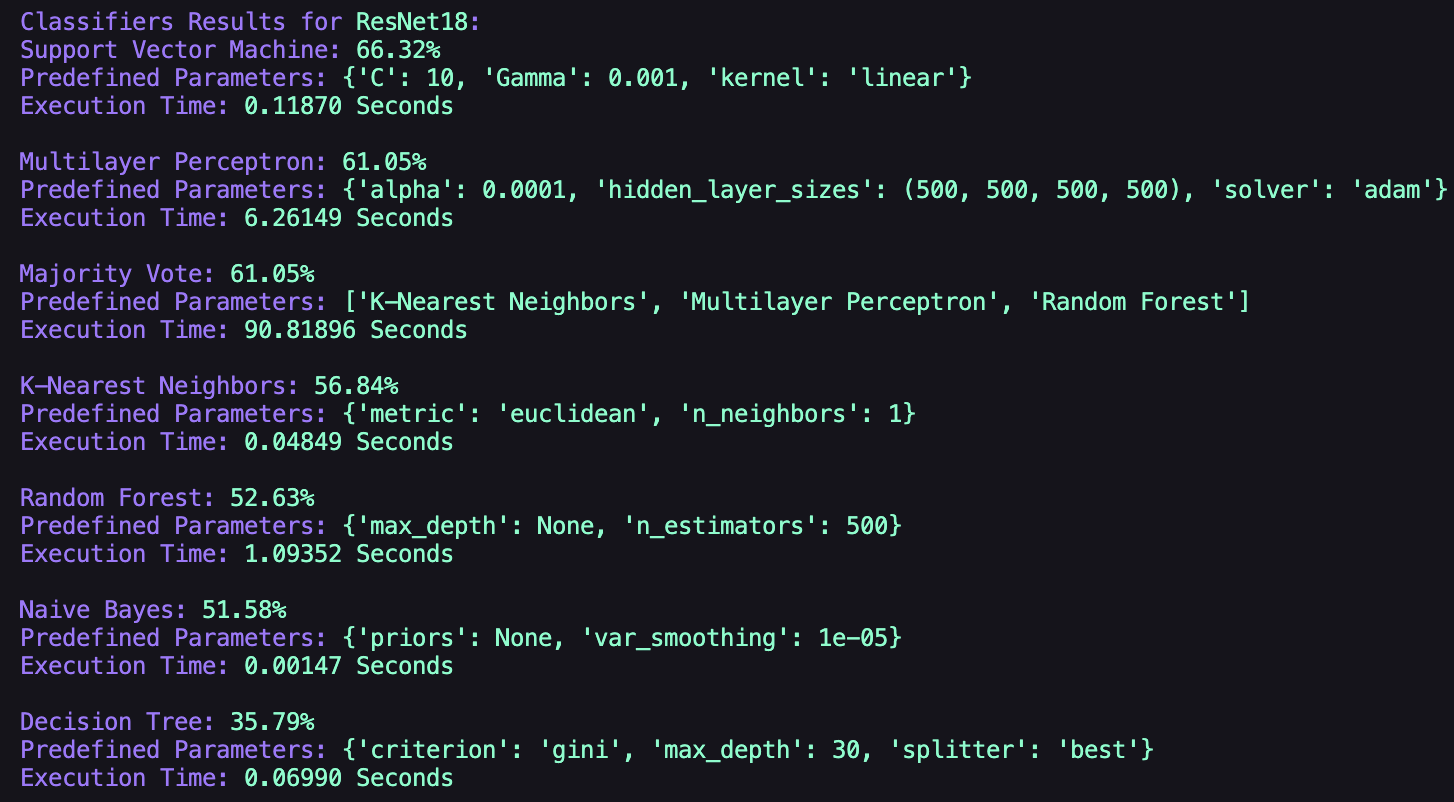 Classifiers Results for ResNet18:
Support Vector Machine: 66.32%
Predefined Parameters: {'C': 10, 'Gamma': 0.001, 'kernel': 'linear'}
Execution Time: 0.11870 Seconds
Multilayer Perceptron: 61.05%
Predefined Parameters: {'alpha': 0.0001, 'hidden_layer_sizes': (500, 500, 500, 500), 'solver': 'adam'}
Execution Time: 6.26149 Seconds
Majority Vote: 61.05%
Predefined Parameters: ['K-Nearest Neighbors', 'Multilayer Perceptron', 'Random Forest']
Execution Time: 90.81896 Seconds
K-Nearest Neighbors: 56.84%
Predefined Parameters: {'metric': 'euclidean', 'n_neighbors': 1}
Execution Time: 0.04849 Seconds
Random Forest: 52.63%
Predefined Parameters: {'max_depth': None, 'n_estimators': 500}
Execution Time: 1.09352 Seconds
Naive Bayes: 51.58%
Predefined Parameters: {'priors': None, 'var_smoothing': 1e-05}
Execution Time: 0.00147 Seconds
Decision Tree: 35.79%
Predefined Parameters: {'criterion': 'gini', 'max_depth': 30, 'splitter': 'best'}
Execution Time: 0.06990 Seconds